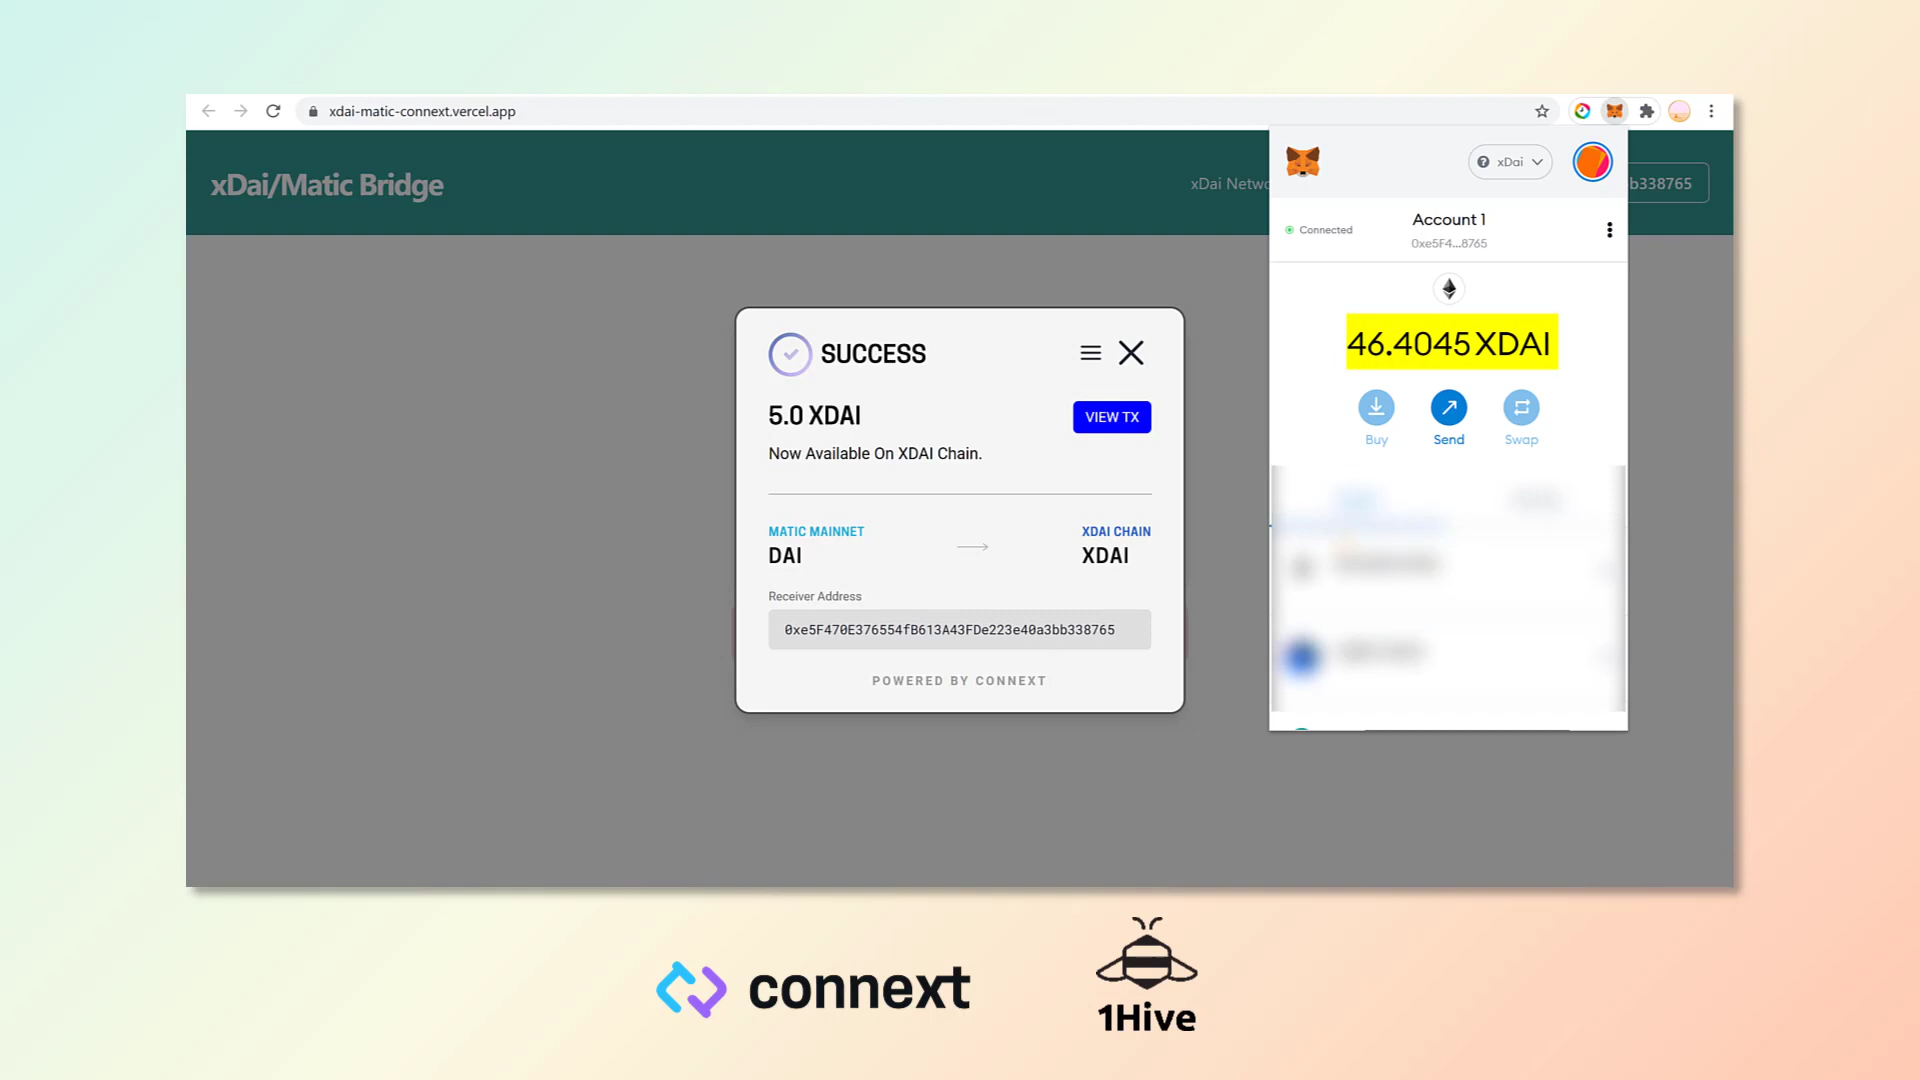 xdai-matic-connext.vercel.app
xDai/Matic Bridge
xDai
b338765
Connected
Account 1
0xe5F4...8765
46.4045 XDAI
Buy
Send
Swap
SUCCESS
5.0 XDAI
VIEW TX
Now Available On XDAI Chain.
MATIC MAINNET
XDAI CHAIN
DAI
XDAI
Receiver Address
0xe5F470E376554fB613A43FDe223e40a3bb338765
POWERED BY CONNEXT
xDai Netwo
connext
1Hive